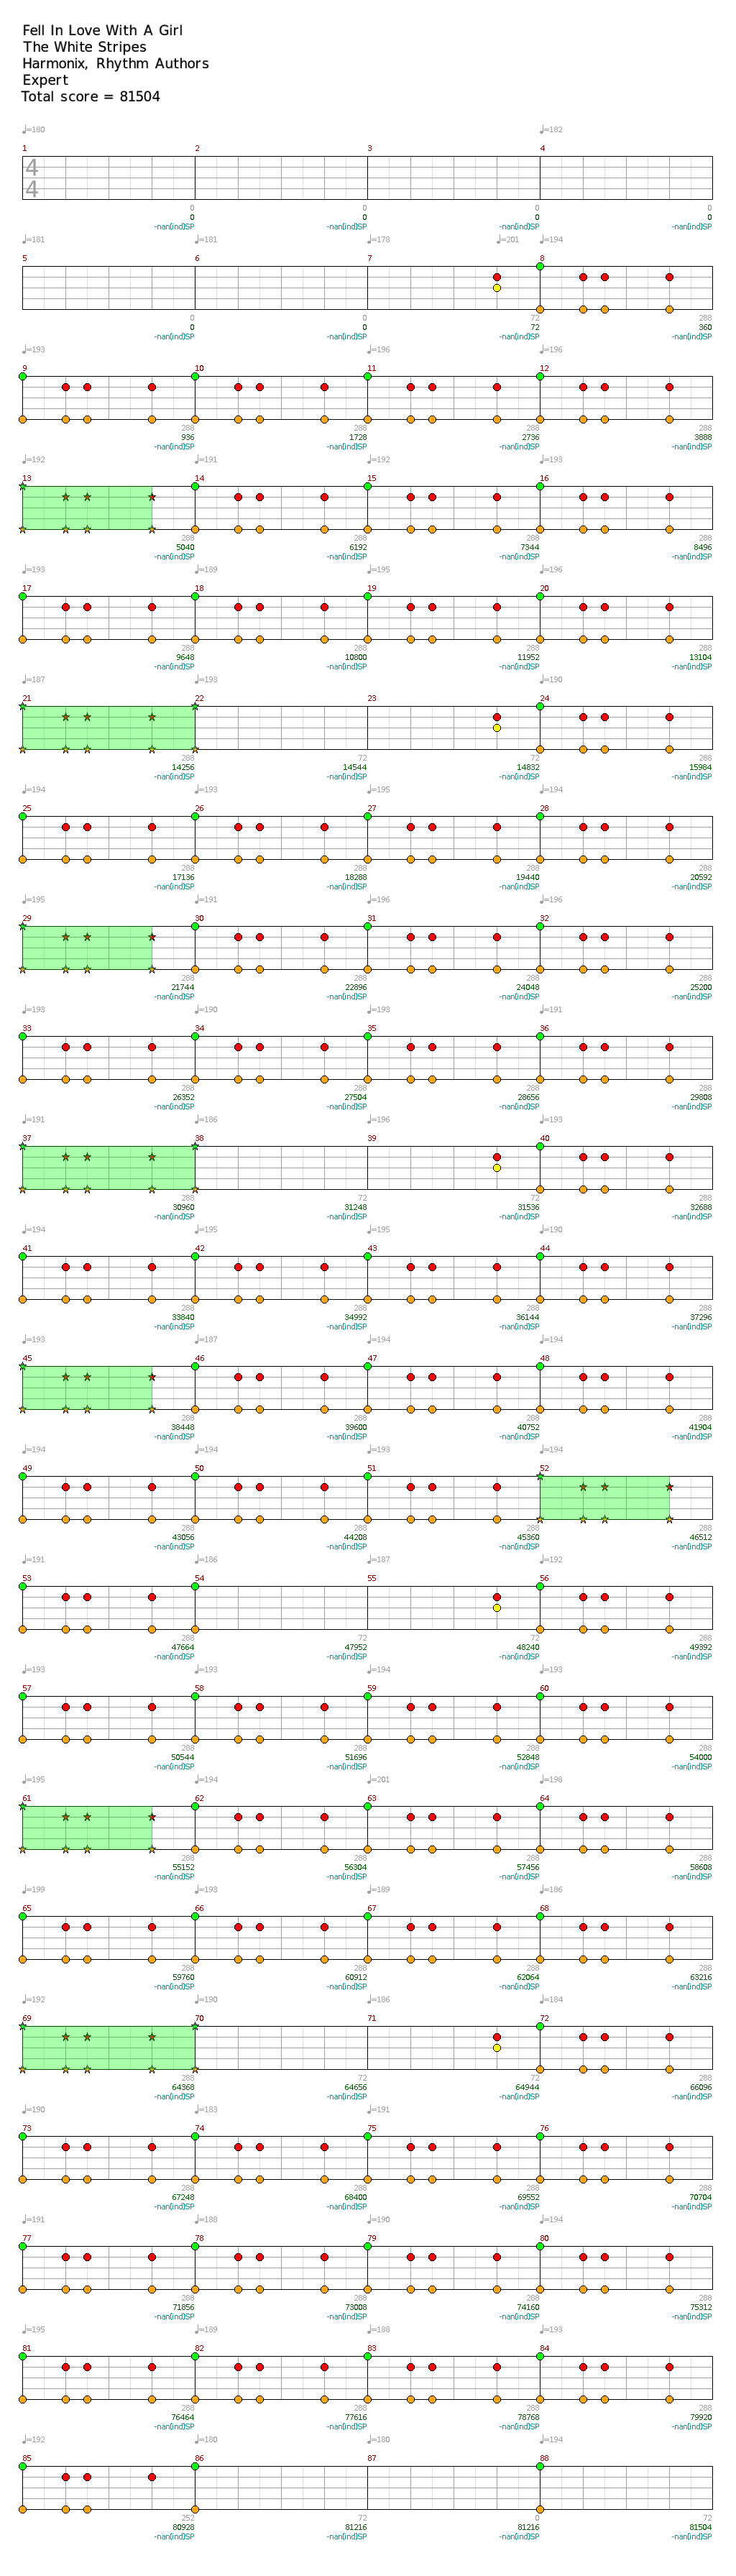 Fell In Love With A Girl
The White Stripes
Harmonix, Rhythm Authors
Expert
Total score = 81504
♩=180 ♩=182
1 2 3 4
4
4
0 0 0 0
0 0 0 0
-nan(ind)SP -nan(ind)SP -nan(ind)SP -nan(ind)SP
♩=181 ♩=181 ♩=178 ♩=201 ♩=194
5 6 7 8
0 0 72 288
0 0 72 360
-nan(ind)SP -nan(ind)SP -nan(ind)SP -nan(ind)SP
♩=193 ♩=196 ♩=196
9 10 11 12
288 288 288 288
936 1728 2736 3888
-nan(ind)SP -nan(ind)SP -nan(ind)SP -nan(ind)SP
♩=192 ♩=191 ♩=192 ♩=193
13 14 15 16
288 288 288 288
5040 6192 7344 8496
-nan(ind)SP -nan(ind)SP -nan(ind)SP -nan(ind)SP
♩=193 ♩=189 ♩=195 ♩=196
17 18 19 20
288 288 288 288
9648 10800 11952 13104
-nan(ind)SP -nan(ind)SP -nan(ind)SP -nan(ind)SP
♩=187 ♩=193 ♩=190
21 22 23 24
288 72 72 288
14256 14544 14832 15984
-nan(ind)SP -nan(ind)SP -nan(ind)SP -nan(ind)SP
♩=194 ♩=193 ♩=195 ♩=194
25 26 27 28
288 288 288 288
17136 18288 19440 20592
-nan(ind)SP -nan(ind)SP -nan(ind)SP -nan(ind)SP
♩=195 ♩=191 ♩=196 ♩=196
29 30 31 32
288 288 288 288
21744 22896 24048 25200
-nan(ind)SP -nan(ind)SP -nan(ind)SP -nan(ind)SP
♩=193 ♩=190 ♩=193 ♩=191
33 34 35 36
288 288 288 288
26352 27504 28656 29808
-nan(ind)SP -nan(ind)SP -nan(ind)SP -nan(ind)SP
♩=191 ♩=186 ♩=196 ♩=193
37 38 39 40
288 72 72 288
30960 31248 31536 32688
-nan(ind)SP -nan(ind)SP -nan(ind)SP -nan(ind)SP
♩=194 ♩=195 ♩=195 ♩=190
41 42 43 44
288 288 288 288
33840 34992 36144 37296
-nan(ind)SP -nan(ind)SP -nan(ind)SP -nan(ind)SP
♩=193 ♩=187 ♩=194 ♩=194
45 46 47 48
288 288 288 288
38448 39600 40752 41904
-nan(ind)SP -nan(ind)SP -nan(ind)SP -nan(ind)SP
♩=194 ♩=194 ♩=193 ♩=194
49 50 51 52
288 288 288 288
43056 44208 45360 46512
-nan(ind)SP -nan(ind)SP -nan(ind)SP -nan(ind)SP
♩=191 ♩=186 ♩=187 ♩=192
53 54 55 56
288 72 72 288
47664 47952 48240 49392
-nan(ind)SP -nan(ind)SP -nan(ind)SP -nan(ind)SP
♩=193 ♩=193 ♩=194 ♩=193
57 58 59 60
288 288 288 288
50544 51696 52848 54000
-nan(ind)SP -nan(ind)SP -nan(ind)SP -nan(ind)SP
♩=195 ♩=194 ♩=201 ♩=198
61 62 63 64
288 288 288 288
55152 56304 57456 58608
-nan(ind)SP -nan(ind)SP -nan(ind)SP -nan(ind)SP
♩=199 ♩=193 ♩=189 ♩=186
65 66 67 68
288 288 288 288
59760 60912 62064 63216
-nan(ind)SP -nan(ind)SP -nan(ind)SP -nan(ind)SP
♩=192 ♩=190 ♩=186 ♩=184
69 70 71 72
288 72 72 288
64368 64656 64944 66096
-nan(ind)SP -nan(ind)SP -nan(ind)SP -nan(ind)SP
♩=190 ♩=183 ♩=191
73 74 75 76
288 288 288 288
67248 68400 69552 70704
-nan(ind)SP -nan(ind)SP -nan(ind)SP -nan(ind)SP
♩=191 ♩=188 ♩=190 ♩=194
77 78 79 80
288 288 288 288
71856 73008 74160 75312
-nan(ind)SP -nan(ind)SP -nan(ind)SP -nan(ind)SP
♩=195 ♩=189 ♩=188 ♩=193
81 82 83 84
288 288 288 288
76464 77616 78768 79920
-nan(ind)SP -nan(ind)SP -nan(ind)SP -nan(ind)SP
♩=192 ♩=180 ♩=180 ♩=194
85 86 87 88
252 72 0 72
80928 81216 81216 81504
-nan(ind)SP -nan(ind)SP -nan(ind)SP -nan(ind)SP